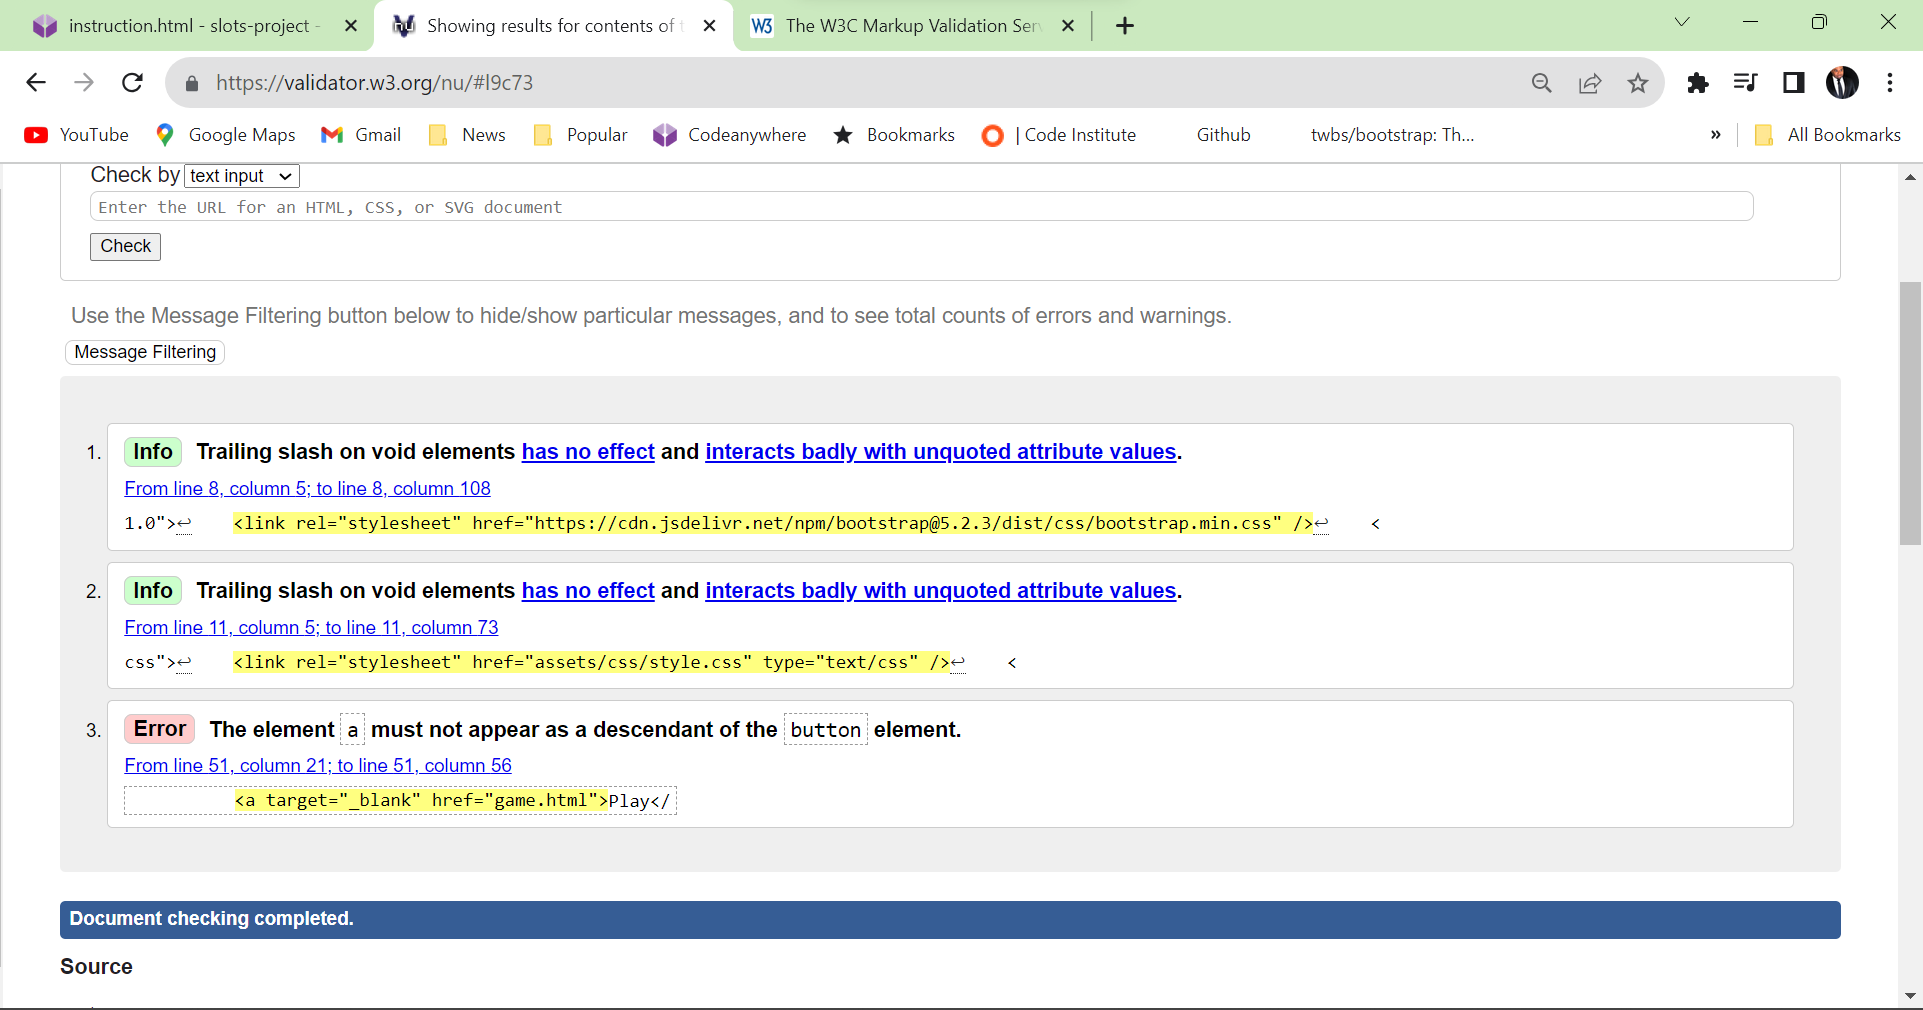 instruction.html - slots-project -
Showing results for contents of t
The W3C Markup Validation Serv
https://validator.w3.org/nu/#l9c73
YouTube
Google Maps
Gmail
News
Popular
Codeanywhere
Bookmarks
| Code Institute
Github
twbs/bootstrap: Th...
»
All Bookmarks
Check by text input
Enter the URL for an HTML, CSS, or SVG document
Check
Use the Message Filtering button below to hide/show particular messages, and to see total counts of errors and warnings.
Message Filtering
1. Info Trailing slash on void elements has no effect and interacts badly with unquoted attribute values.
From line 8, column 5; to line 8, column 108
1.0">↩ <link rel="stylesheet" href="https://cdn.jsdelivr.net/npm/bootstrap@5.2.3/dist/css/bootstrap.min.css" />↩ <
2. Info Trailing slash on void elements has no effect and interacts badly with unquoted attribute values.
From line 11, column 5; to line 11, column 73
css">↩ <link rel="stylesheet" href="assets/css/style.css" type="text/css" />↩ <
3. Error The element a must not appear as a descendant of the button element.
From line 51, column 21; to line 51, column 56
<a target="_blank" href="game.html">Play</
Document checking completed.
Source